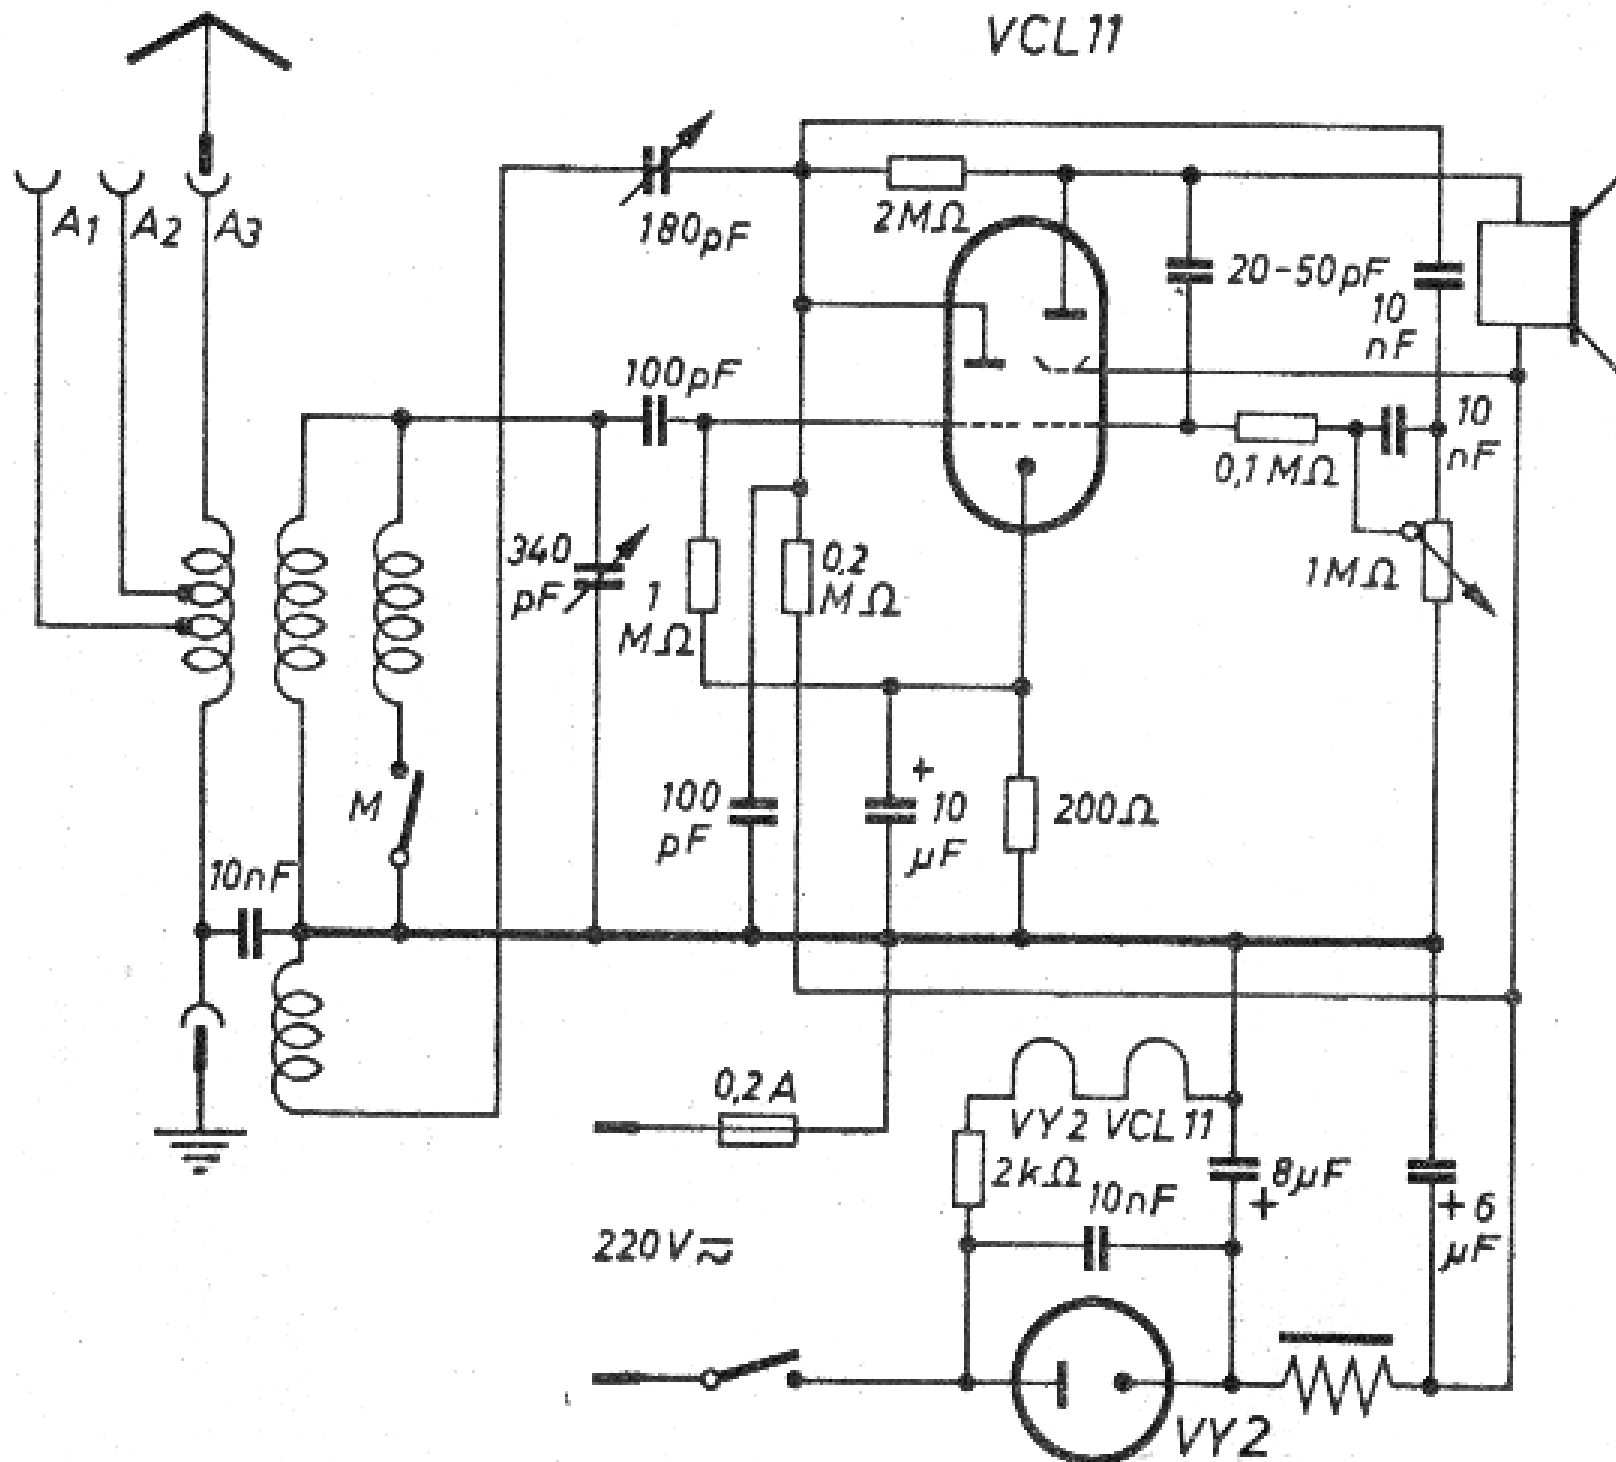 VCL11
A1
A2
A3
180pF
2MΩ
20-50pF
10
nF
100pF
10
nF
0,1MΩ
340
pF
1
MΩ
0,2
MΩ
1MΩ
M
100
pF
+
10
µF
200Ω
10nF
0,2A
VY2 VCL11
2kΩ
10nF
8µF
+
+ 6
µF
220V≂
VY2